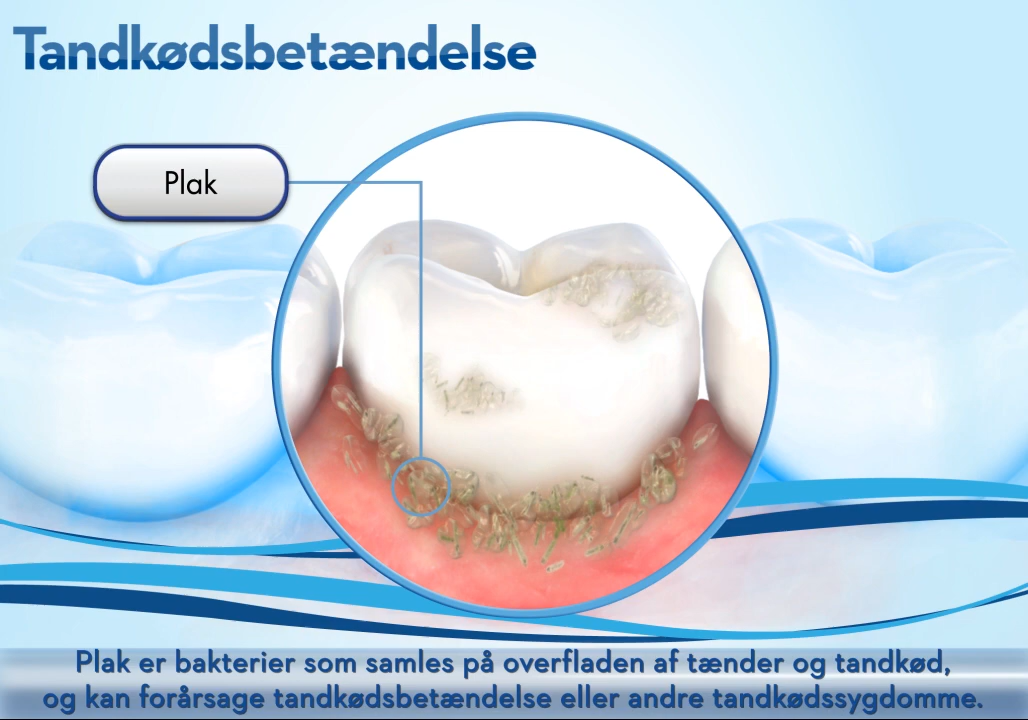 Tandkødsbetændelse
Plak
Plak er bakterier som samles på overfladen af tænder og tandkød,
og kan forårsage tandkødsbetændelse eller andre tandkødssygdomme.